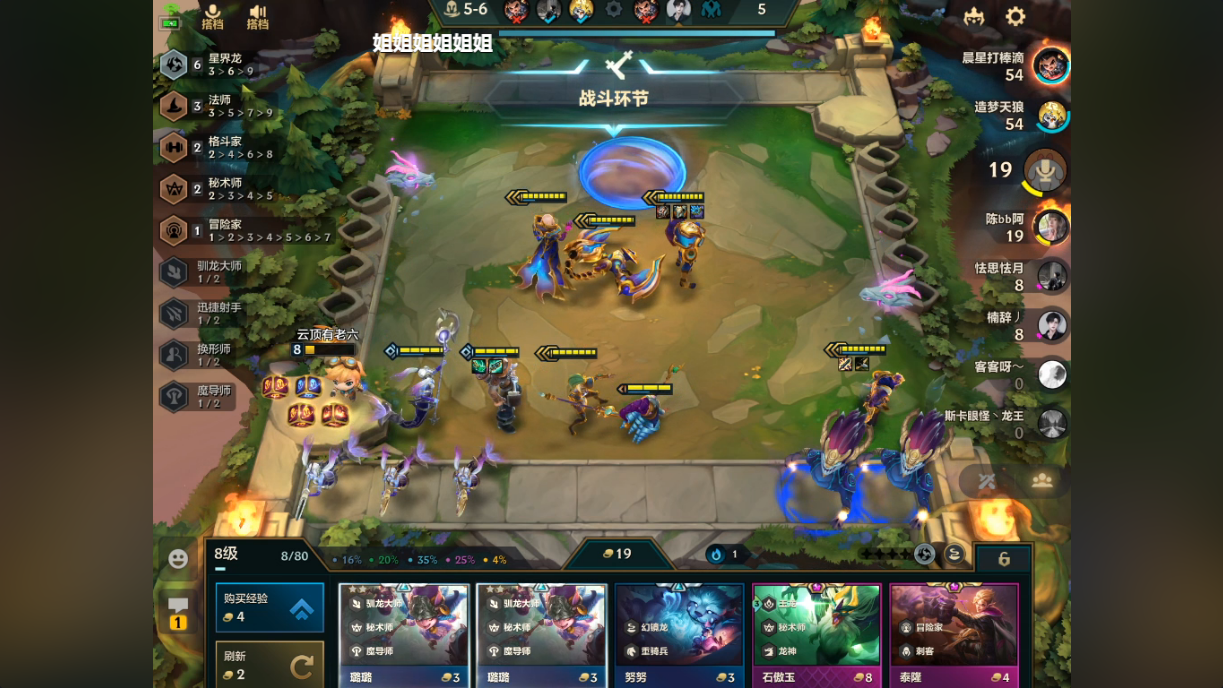 搭档
搭档
5-6
5
姐姐姐姐姐姐
战斗环节
6 星界龙
3 > 6 > 9
3 法师
3 > 5 > 7 > 9
2 格斗家
2 > 4 > 6 > 8
2 秘术师
2 > 3 > 4 > 5
1 冒险家
1 > 2 > 3 > 4 > 5 > 6 > 7
驯龙大师
1 / 2
迅捷射手
1 / 2
换形师
1 / 2
魔导师
1 / 2
晨星打棒滴
54
造梦天狼
54
19
陈bb阿
19
怯思怯月
8
楠辞丿
8
客客呀～
0
斯卡眼怪丶龙王
0
云顶有老六
8
8级
8/80
16%
20%
35%
25%
4%
19
1
购买经验
4
刷新
2
1
驯龙大师
秘术师
魔导师
璐璐
3
驯龙大师
秘术师
魔导师
璐璐
3
幻镜龙
重骑兵
努努
3
3
秘术师
龙神
石傲玉
8
冒险家
刺客
泰隆
4